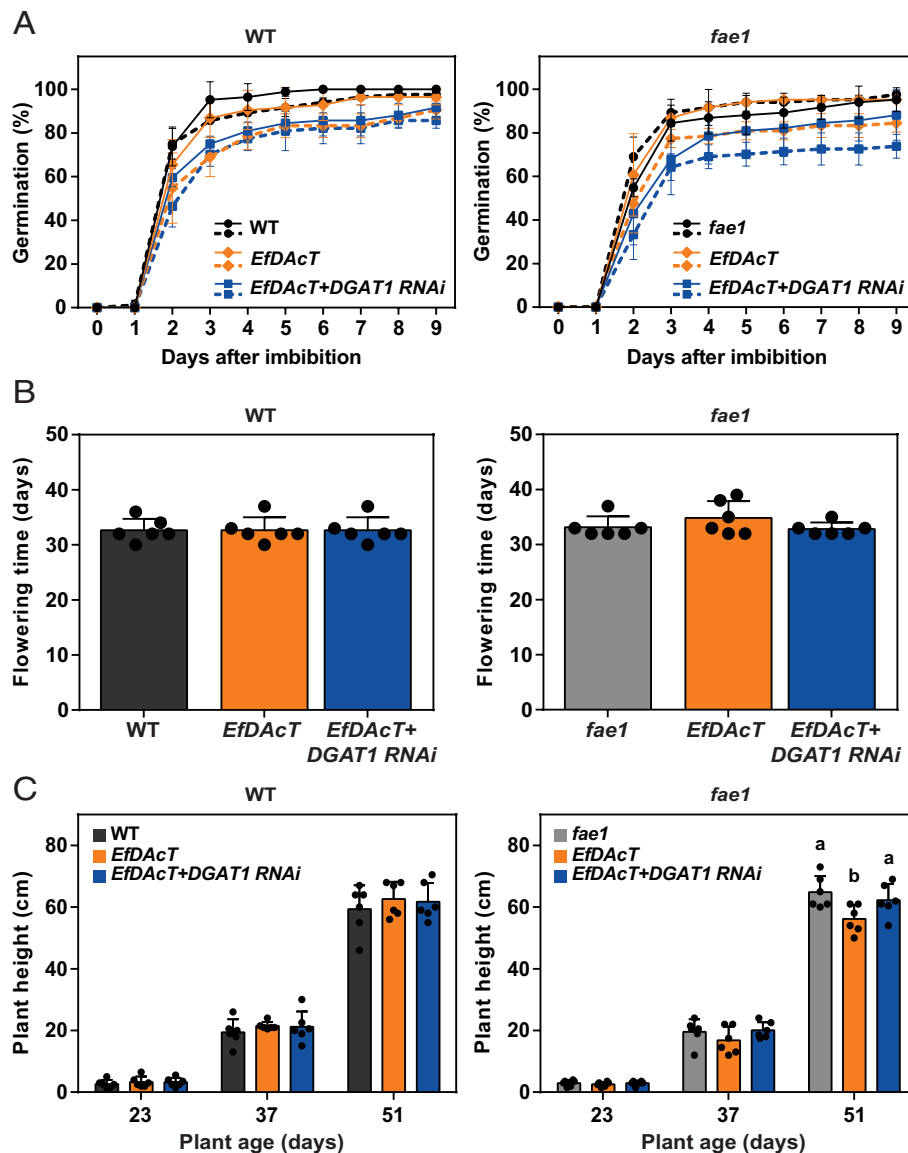 A
WT
fae1
Germination (%)
100
80
60
40
20
0
WT
EfDAcT
EfDAcT+DGAT1 RNAi
0 1 2 3 4 5 6 7 8 9
Days after imbibition
Germination (%)
100
80
60
40
20
0
fae1
EfDAcT
EfDAcT+DGAT1 RNAi
0 1 2 3 4 5 6 7 8 9
Days after imbibition
B
WT
fae1
Flowering time (days)
50
40
30
20
10
0
WT
EfDAcT
EfDAcT+
DGAT1 RNAi
Flowering time (days)
50
40
30
20
10
0
fae1
EfDAcT
EfDAcT+
DGAT1 RNAi
C
WT
fae1
Plant height (cm)
80
60
40
20
0
WT
EfDAcT
EfDAcT+DGAT1 RNAi
23 37 51
Plant age (days)
Plant height (cm)
80
60
40
20
0
fae1
EfDAcT
EfDAcT+DGAT1 RNAi
a
b
a
23 37 51
Plant age (days)